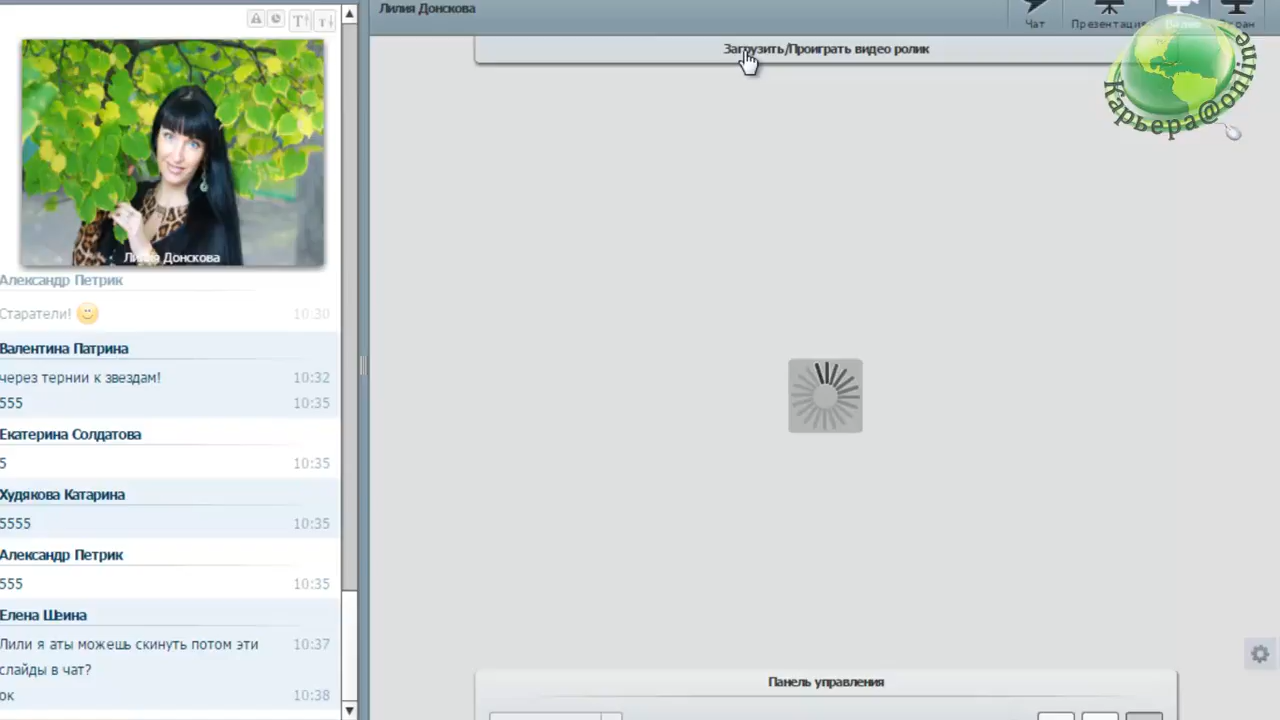 Лилия Донскова
Чат
Презентация
Видео
Экран
Загрузить/Проиграть видео ролик
Карьера@online
Лилия Донскова
Александр Петрик
Старатели!
10:30
Валентина Патрина
через тернии к звездам!
10:32
555
10:35
Екатерина Солдатова
5
10:35
Худякова Катарина
5555
10:35
Александр Петрик
555
10:35
Елена Шеина
Лили я аты можешь скинуть потом эти
10:37
слайды в чат?
ок
10:38
Панель управления